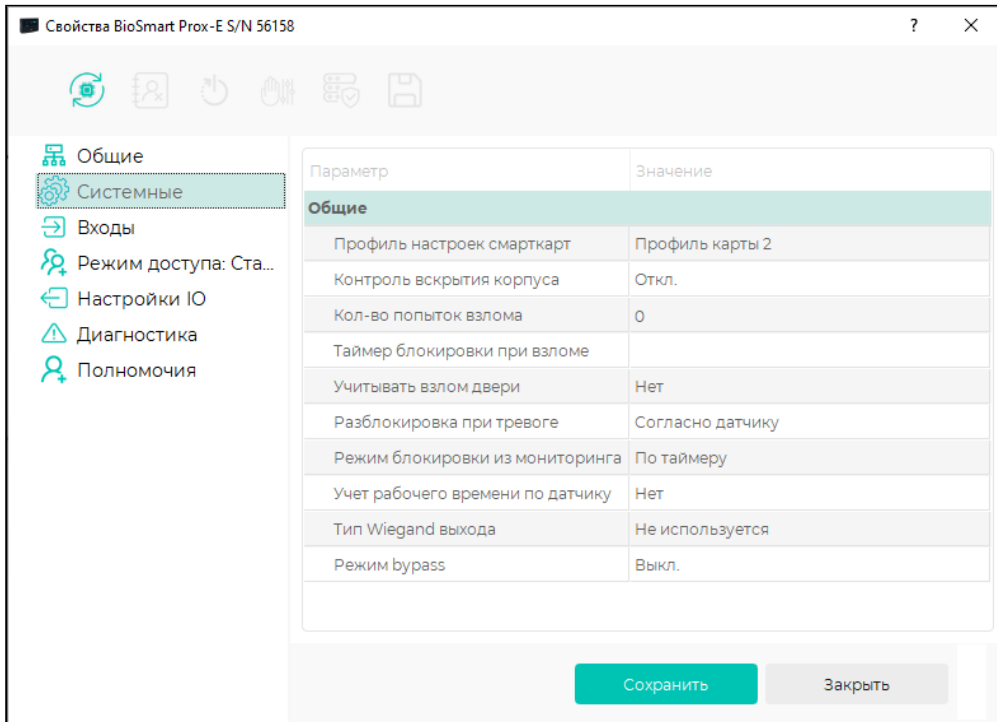 Свойства BioSmart Prox-E S/N 56158
?
Общие
Системные
Входы
Режим доступа: Ста...
Настройки IO
Диагностика
Полномочия
Параметр Значение
Общие
Профиль настроек смарткарт Профиль карты 2
Контроль вскрытия корпуса Откл.
Кол-во попыток взлома 0
Таймер блокировки при взломе
Учитывать взлом двери Нет
Разблокировка при тревоге Согласно датчику
Режим блокировки из мониторинга По таймеру
Учет рабочего времени по датчику Нет
Тип Wiegand выхода Не используется
Режим bypass Выкл.
Сохранить Закрыть